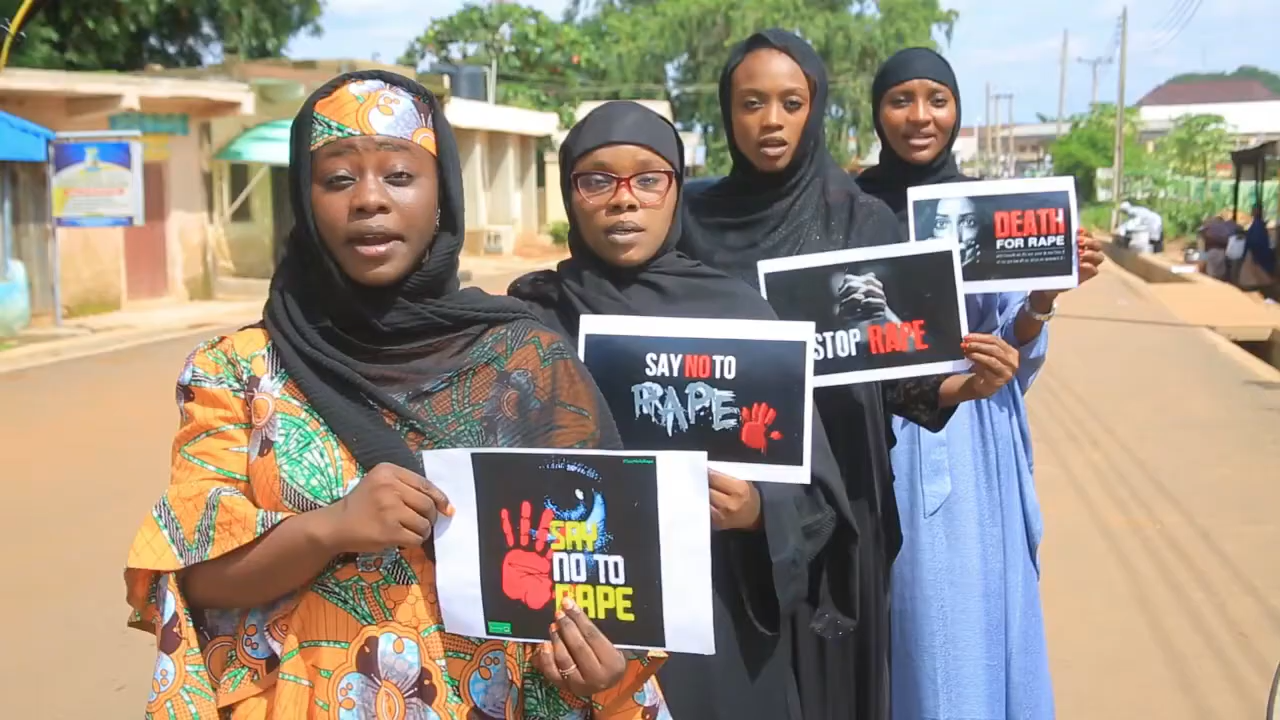 SAY
NO TO
RAPE
SAY NO TO
RAPE
STOP RAPE
DEATH
FOR RAPE